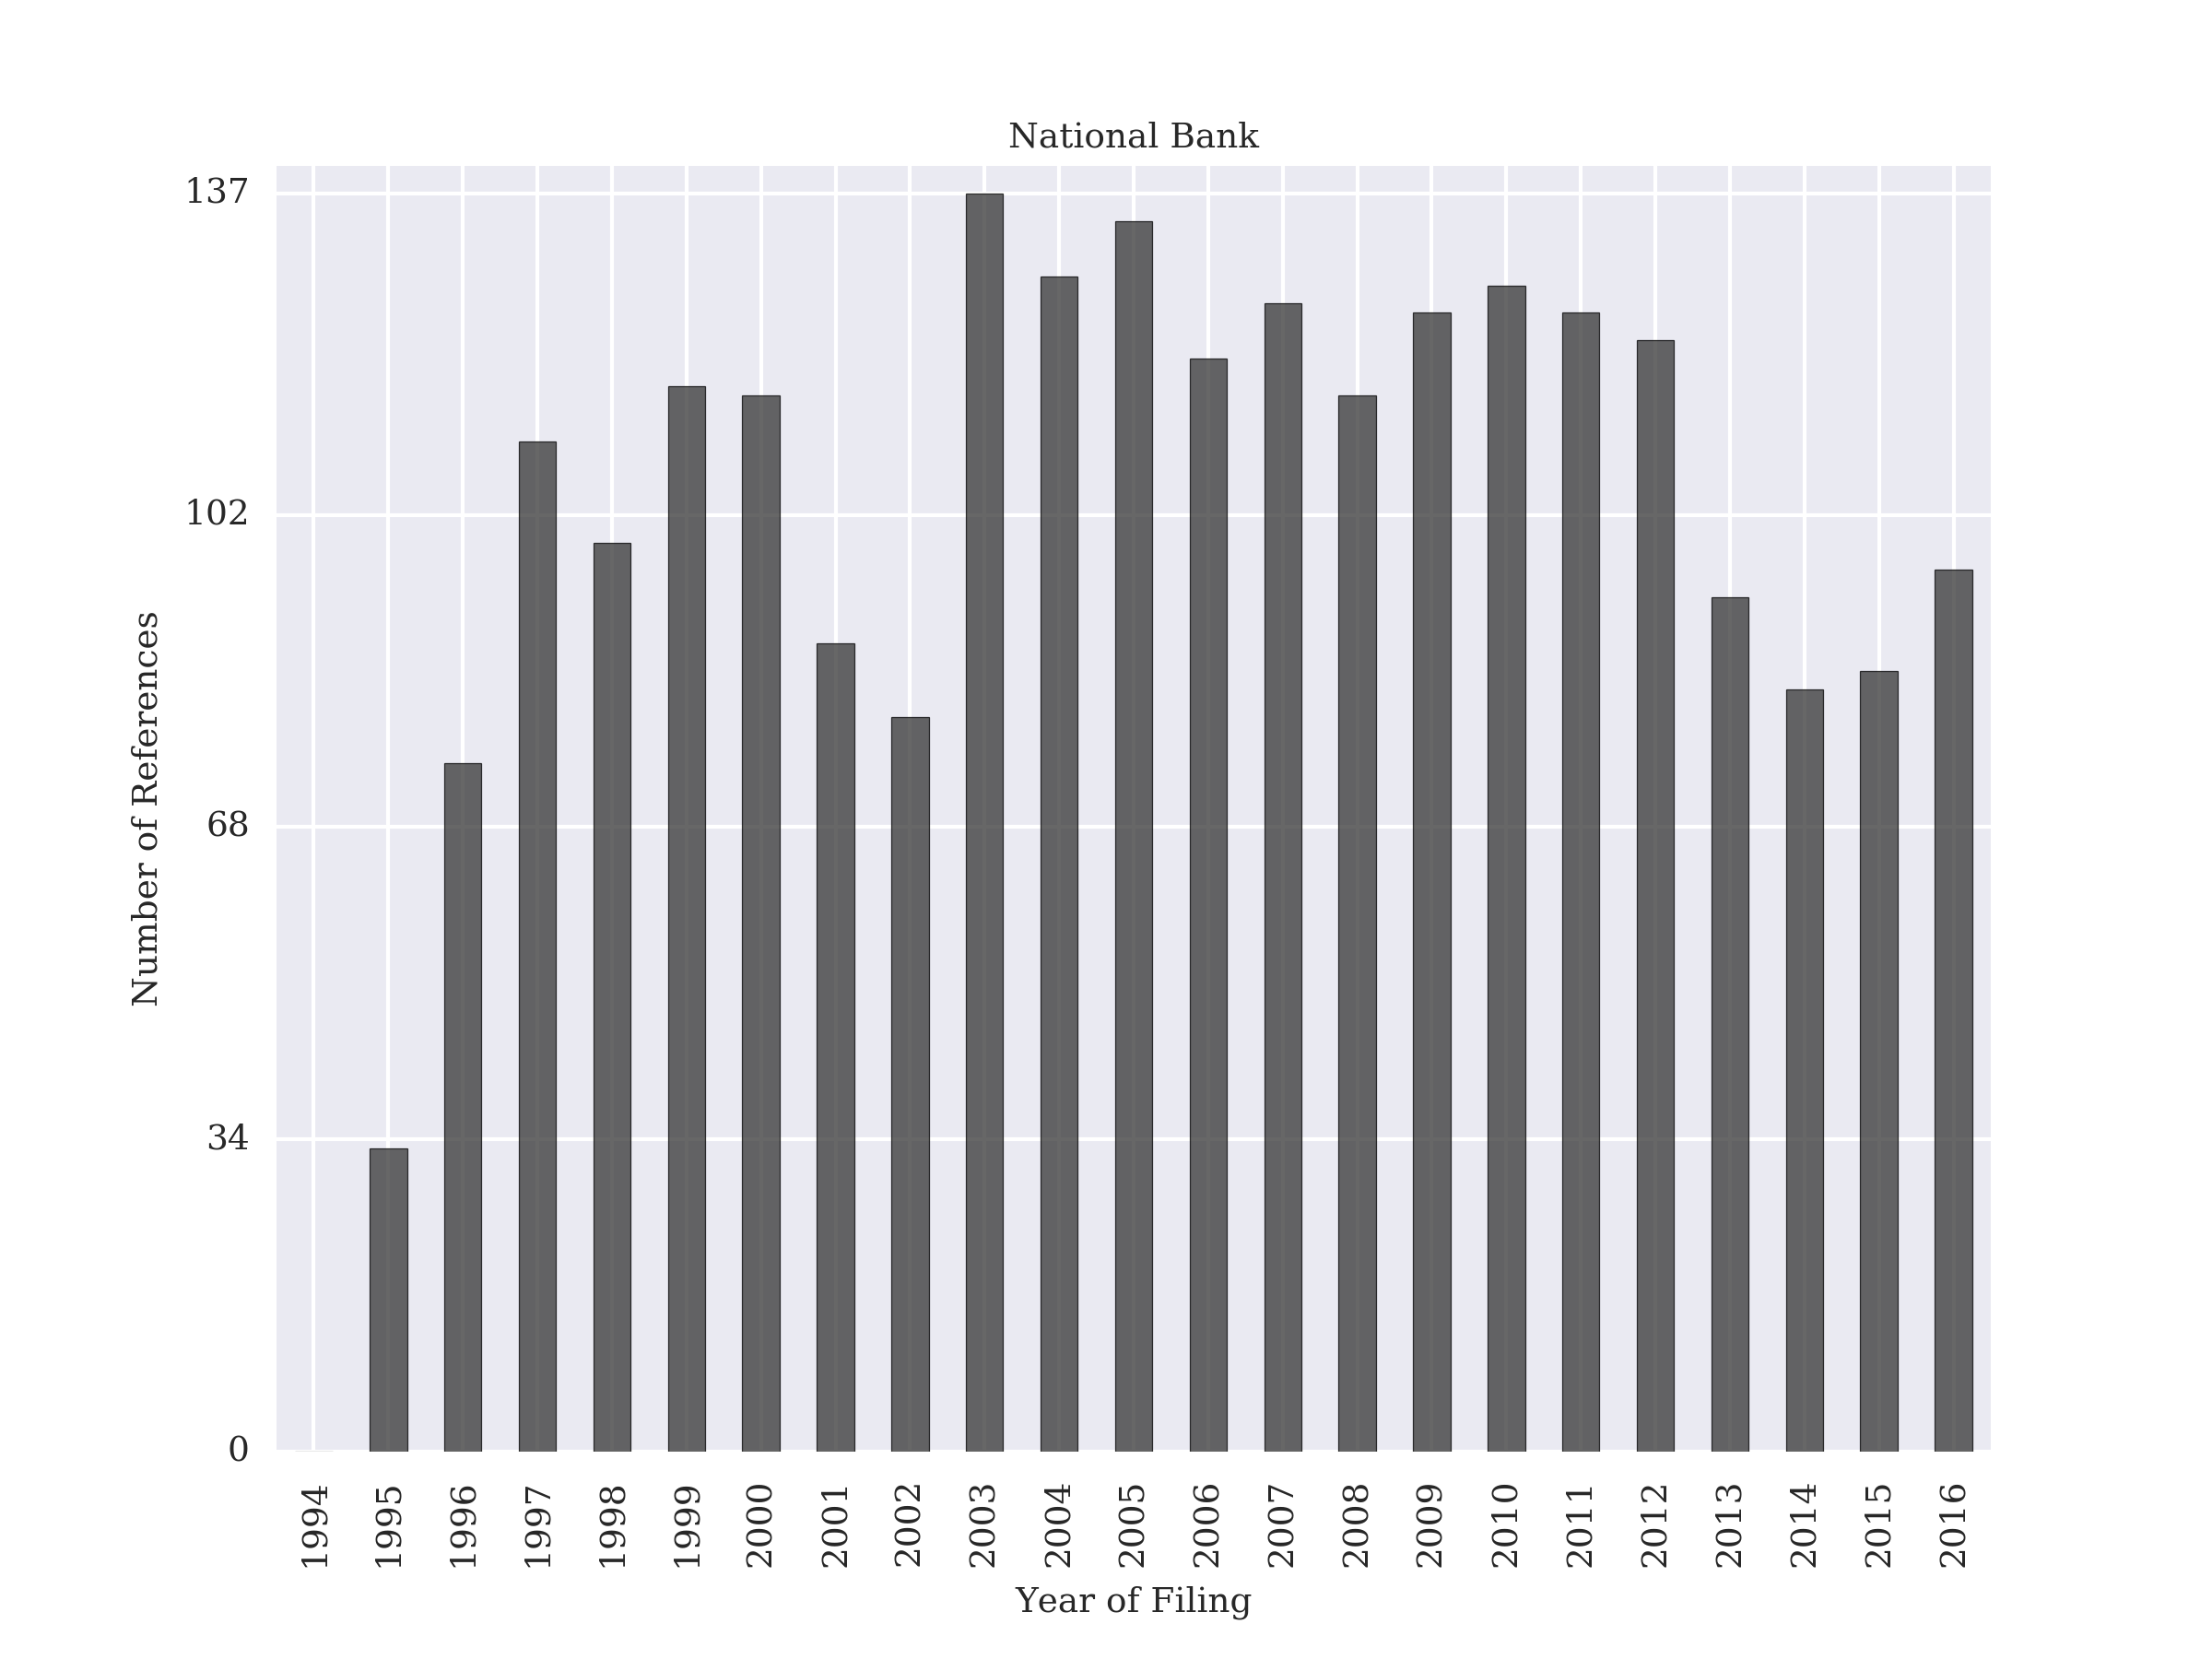 National Bank
137
102
68
34
0
Number of References
1994 1995 1996 1997 1998 1999 2000 2001 2002 2003 2004 2005 2006 2007 2008 2009 2010 2011 2012 2013 2014 2015 2016
Year of Filing